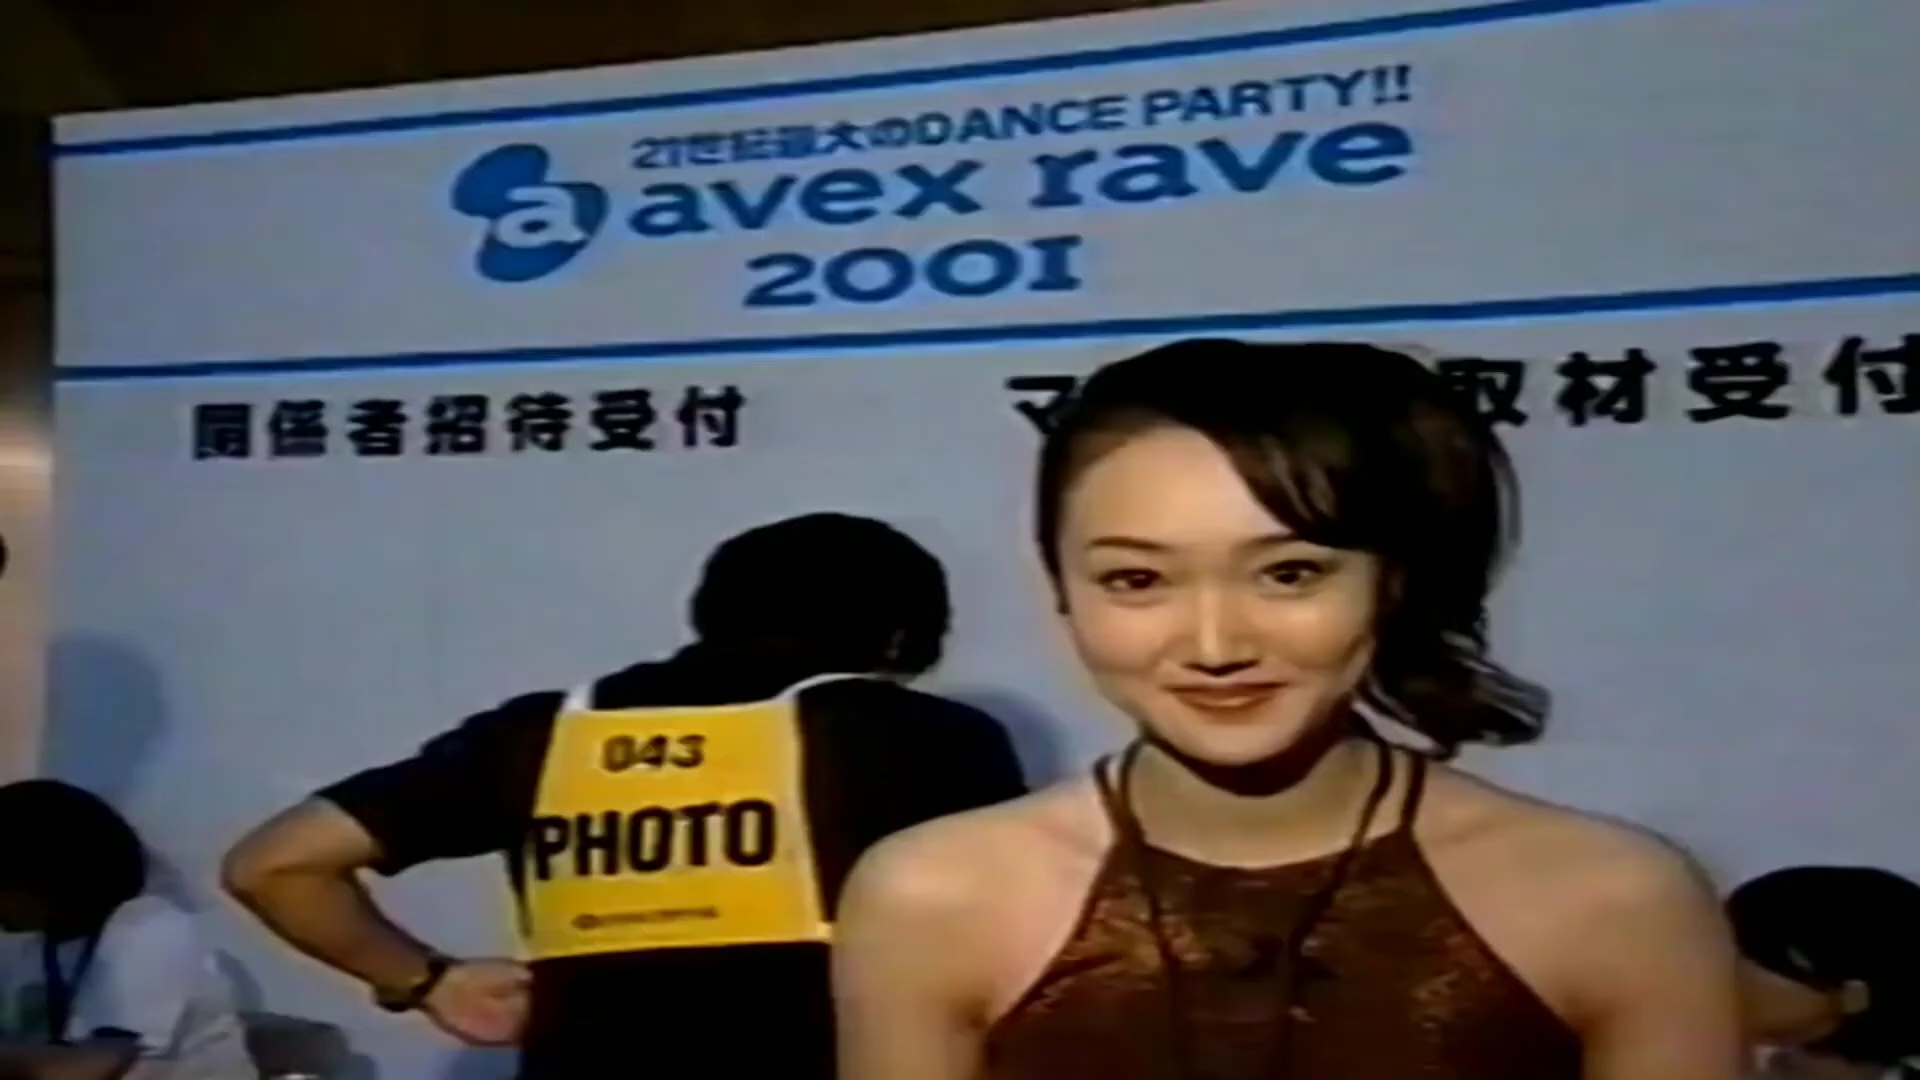 21世紀最大のDANCE PARTY!!
a avex rave
2001
関係者招待受付
マ 取材受付
043
PHOTO